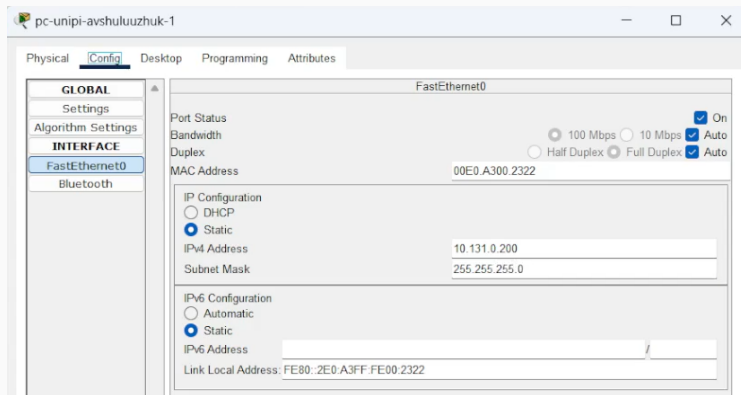 pc-unipi-avshuluuzhuk-1
Physical Config Desktop Programming Attributes
GLOBAL
Settings
Algorithm Settings
INTERFACE
FastEthernet0
Bluetooth
FastEthernet0
Port Status On
Bandwidth 100 Mbps 10 Mbps Auto
Duplex Half Duplex Full Duplex Auto
MAC Address 00E0.A300.2322
IP Configuration
DHCP
Static
IPv4 Address 10.131.0.200
Subnet Mask 255.255.255.0
IPv6 Configuration
Automatic
Static
IPv6 Address /
Link Local Address: FE80::2E0:A3FF:FE00:2322